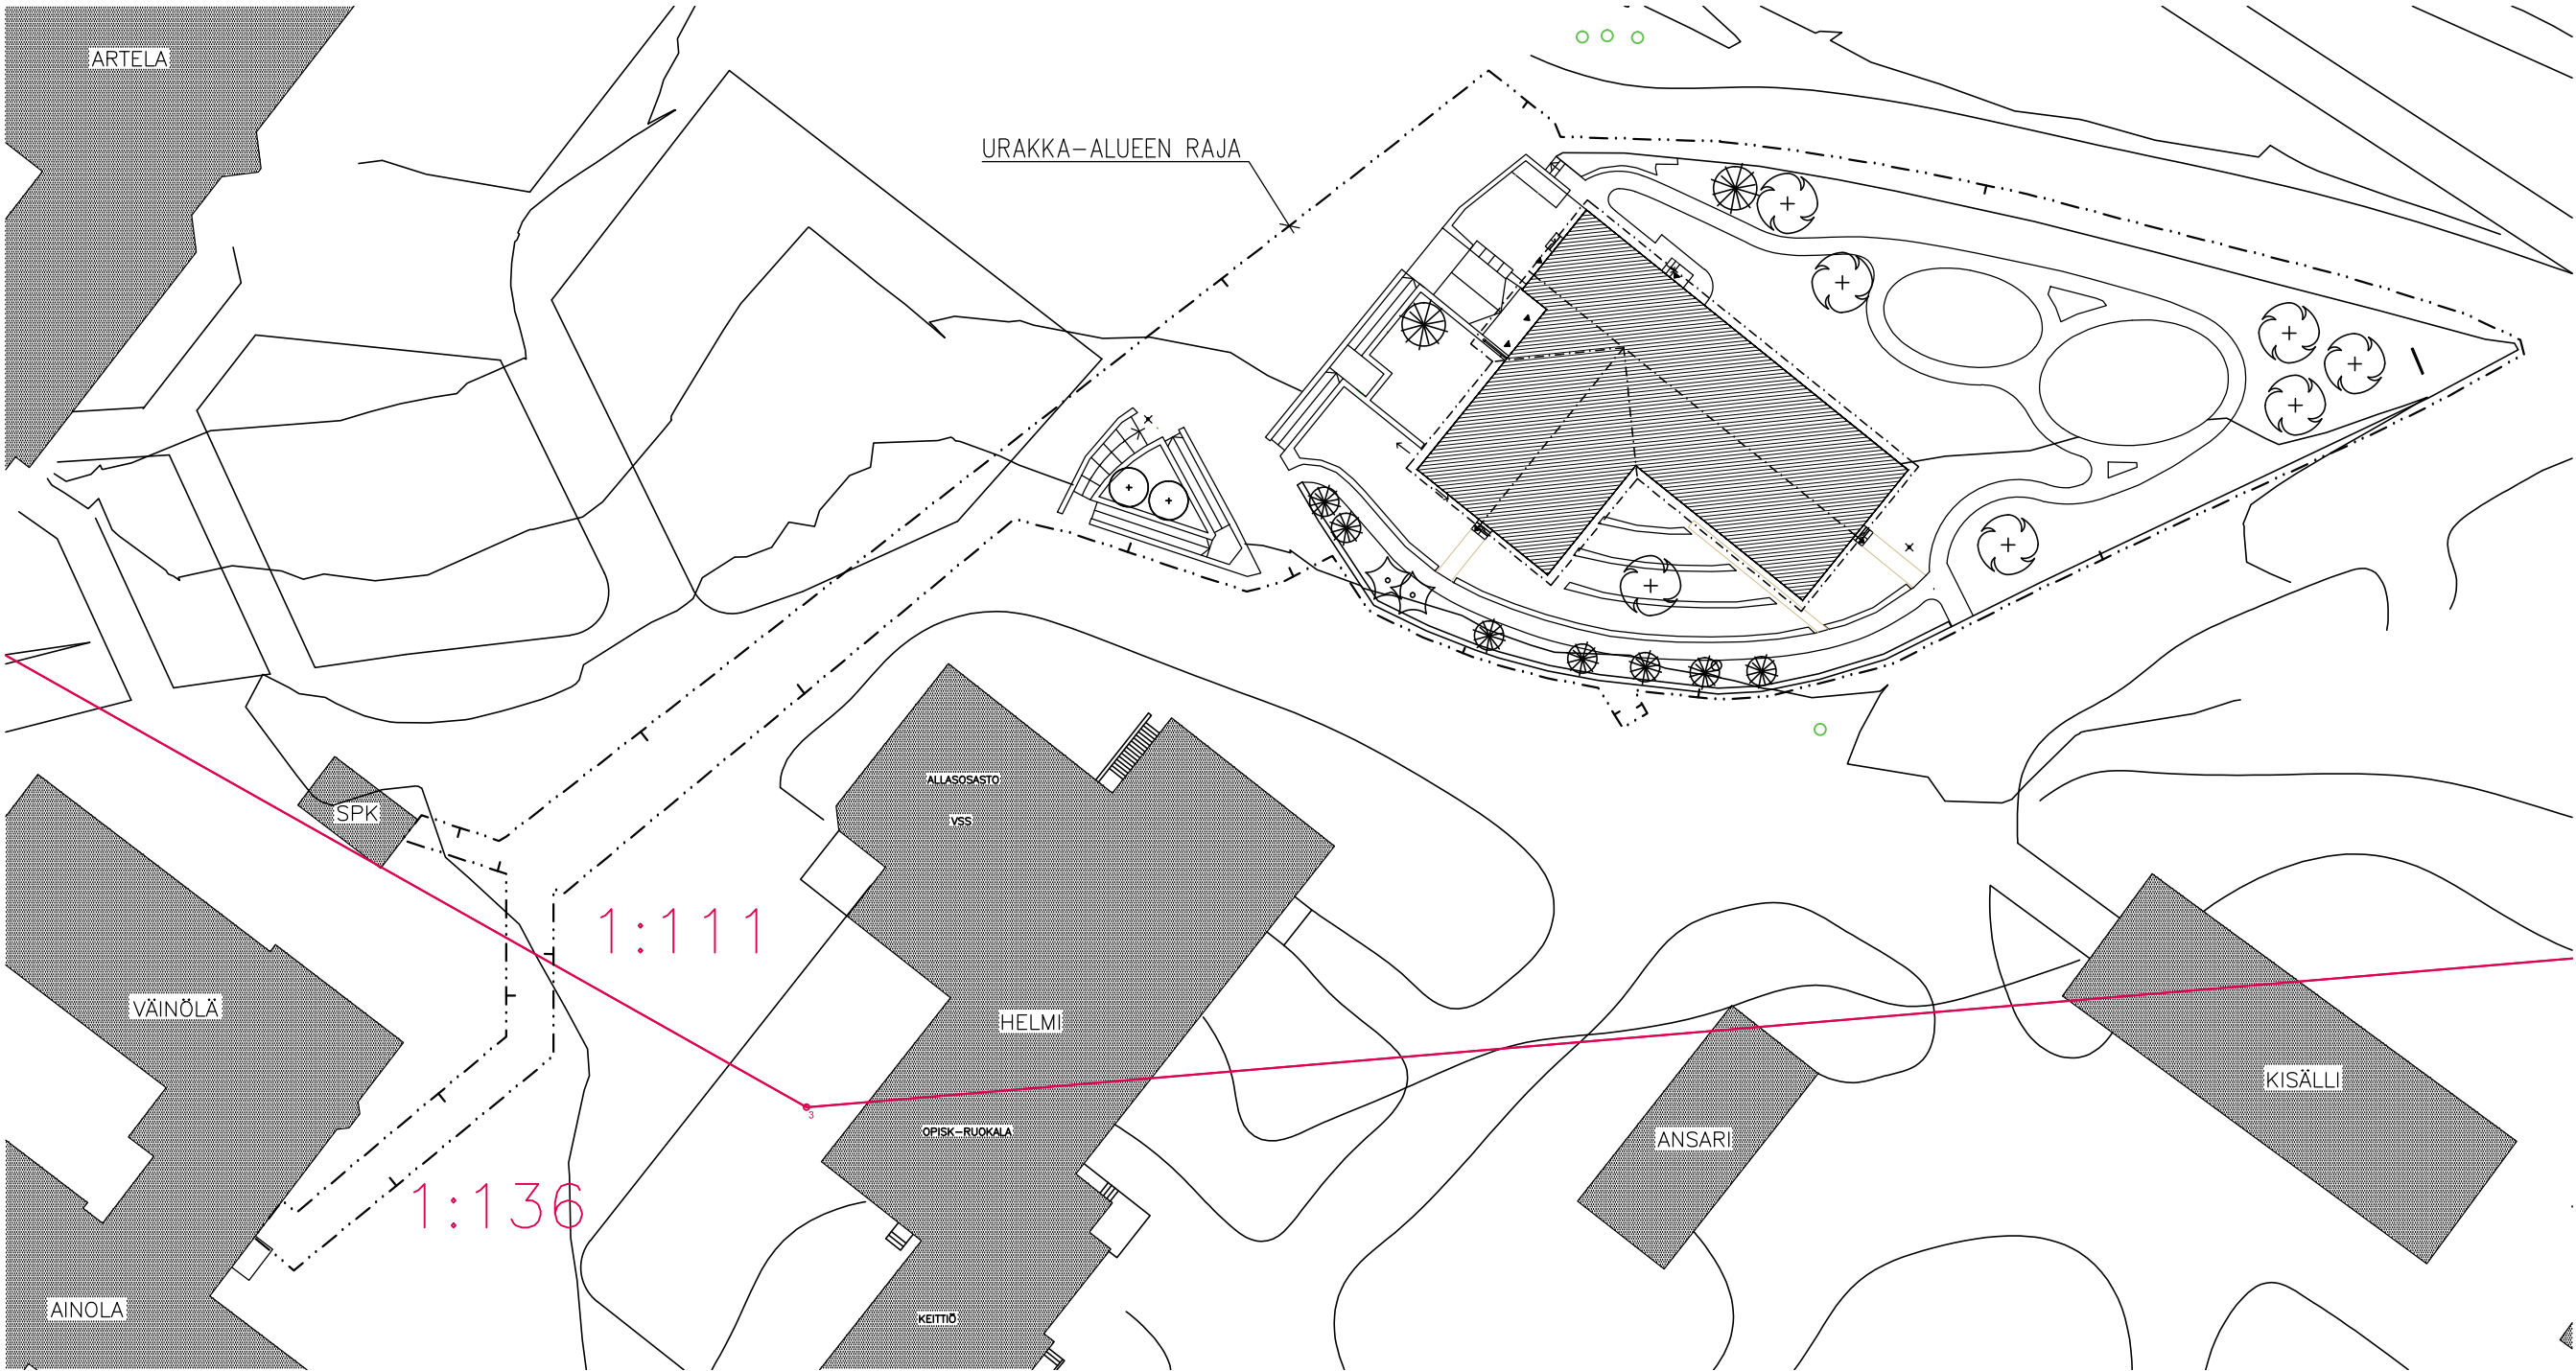 ARTELA
URAKKA-ALUEEN RAJA
ALLASOSASTO
SPK
VSS
1:111
VÄINÖLÄ
HELMI
KISÄLLI
3
OPISK-RUOKALA
ANSARI
1:136
AINOLA
KEITTIÖ